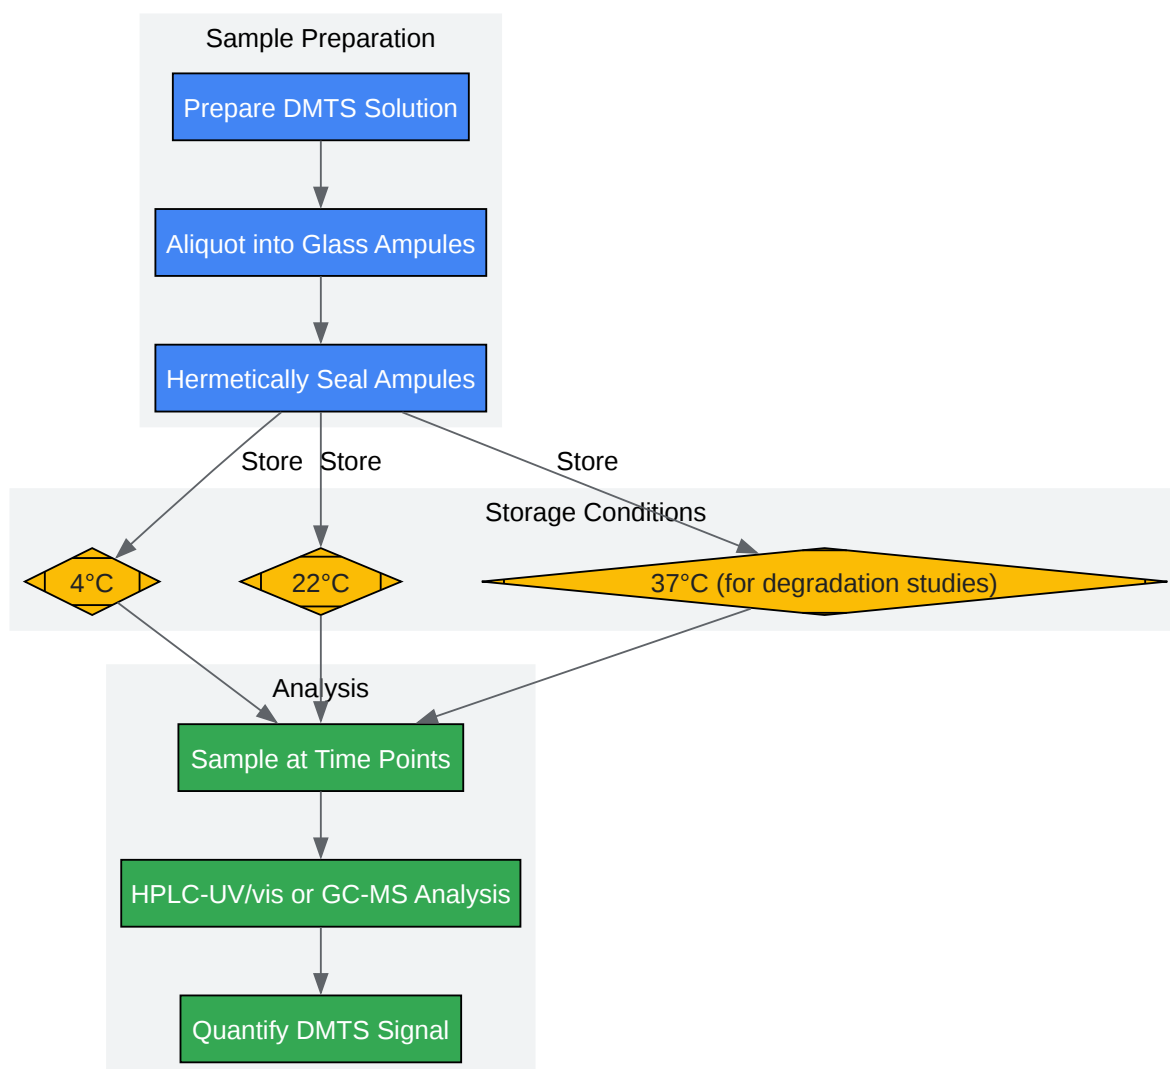 Sample Preparation
Prepare DMTS Solution
Aliquot into Glass Ampules
Hermetically Seal Ampules
Store
Store
Store
Storage Conditions
4°C
22°C
37°C (for degradation studies)
Analysis
Sample at Time Points
HPLC-UV/vis or GC-MS Analysis
Quantify DMTS Signal